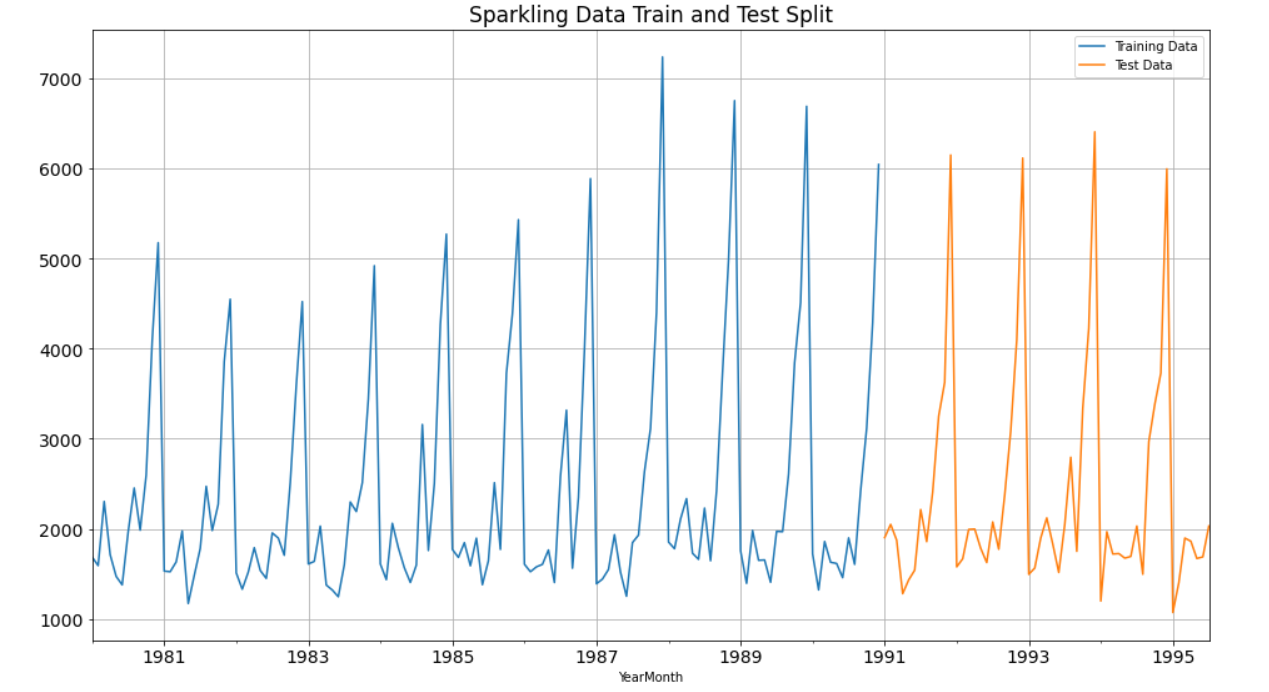 Sparkling Data Train and Test Split
Training Data
Test Data
7000
6000
5000
4000
3000
2000
1000
1981 1983 1985 1987 1989 1991 1993 1995
YearMonth